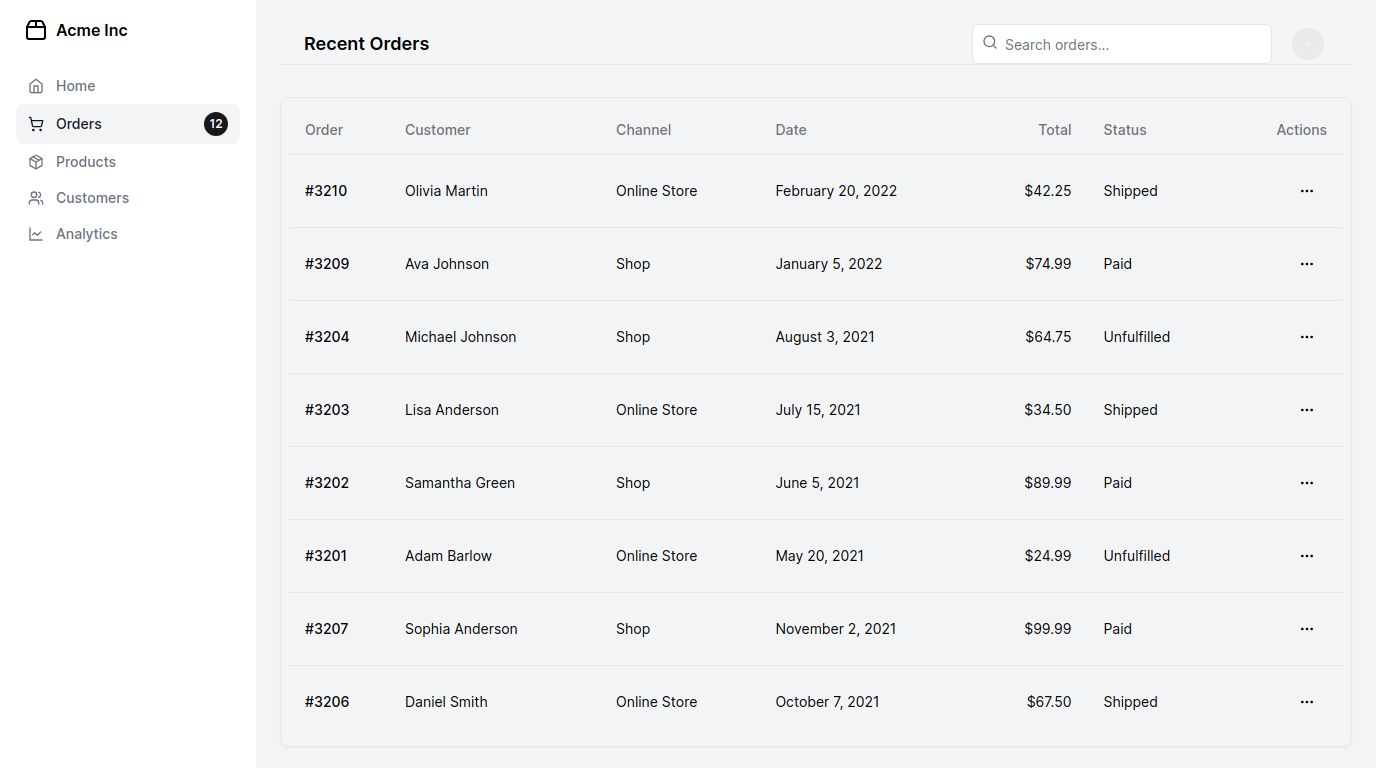 Acme Inc
Home
Orders 12
Products
Customers
Analytics
Recent Orders
Search orders...
Order Customer Channel Date Total Status Actions
#3210 Olivia Martin Online Store February 20, 2022 $42.25 Shipped
#3209 Ava Johnson Shop January 5, 2022 $74.99 Paid
#3204 Michael Johnson Shop August 3, 2021 $64.75 Unfulfilled
#3203 Lisa Anderson Online Store July 15, 2021 $34.50 Shipped
#3202 Samantha Green Shop June 5, 2021 $89.99 Paid
#3201 Adam Barlow Online Store May 20, 2021 $24.99 Unfulfilled
#3207 Sophia Anderson Shop November 2, 2021 $99.99 Paid
#3206 Daniel Smith Online Store October 7, 2021 $67.50 Shipped